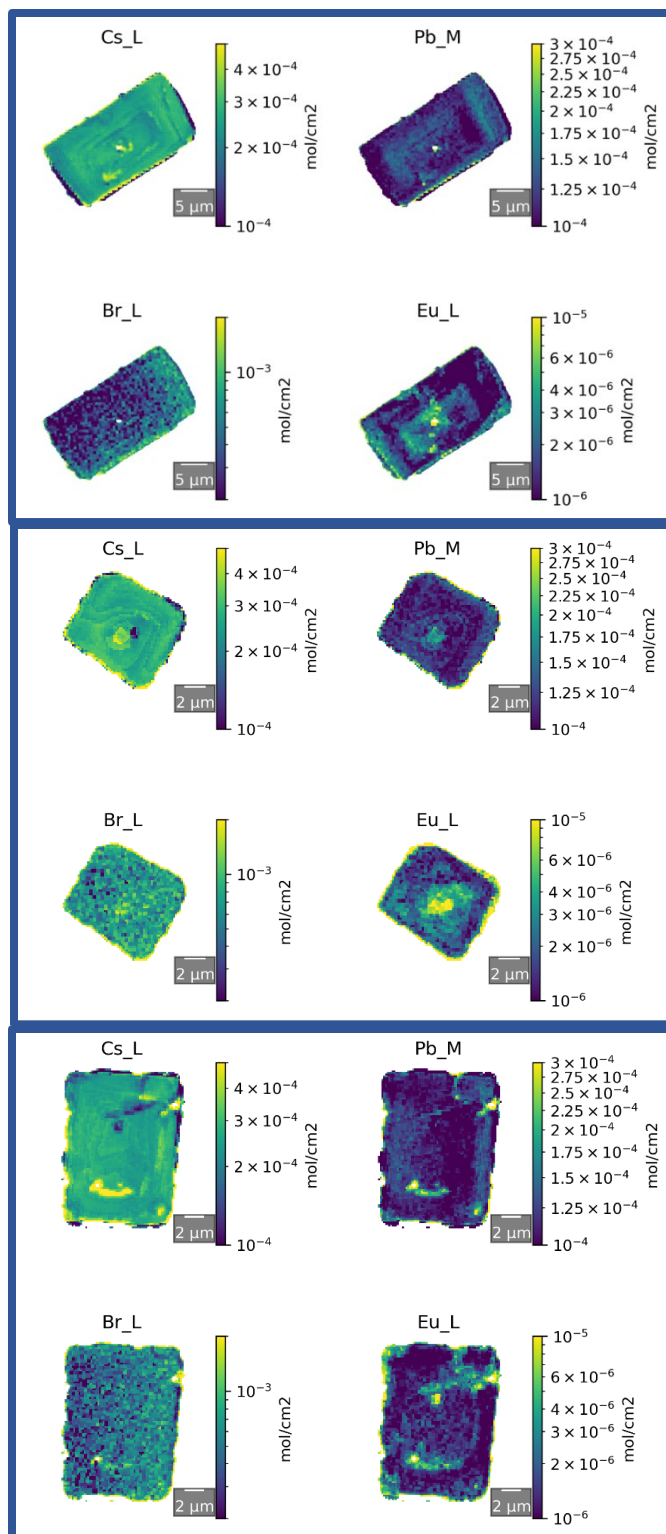 Cs_L
4 × 10⁻⁴
3 × 10⁻⁴
2 × 10⁻⁴
10⁻⁴
mol/cm2
5 μm
Pb_M
3 × 10⁻⁴
2.75 × 10⁻⁴
2.5 × 10⁻⁴
2.25 × 10⁻⁴
2 × 10⁻⁴
1.75 × 10⁻⁴
1.5 × 10⁻⁴
1.25 × 10⁻⁴
10⁻⁴
mol/cm2
5 μm
Br_L
10⁻³
mol/cm2
5 μm
Eu_L
10⁻⁵
6 × 10⁻⁶
4 × 10⁻⁶
3 × 10⁻⁶
2 × 10⁻⁶
10⁻⁶
mol/cm2
5 μm
Cs_L
4 × 10⁻⁴
3 × 10⁻⁴
2 × 10⁻⁴
10⁻⁴
mol/cm2
2 μm
Pb_M
3 × 10⁻⁴
2.75 × 10⁻⁴
2.5 × 10⁻⁴
2.25 × 10⁻⁴
2 × 10⁻⁴
1.75 × 10⁻⁴
1.5 × 10⁻⁴
1.25 × 10⁻⁴
10⁻⁴
mol/cm2
2 μm
Br_L
10⁻³
mol/cm2
2 μm
Eu_L
10⁻⁵
6 × 10⁻⁶
4 × 10⁻⁶
3 × 10⁻⁶
2 × 10⁻⁶
10⁻⁶
mol/cm2
2 μm
Cs_L
4 × 10⁻⁴
3 × 10⁻⁴
2 × 10⁻⁴
10⁻⁴
mol/cm2
2 μm
Pb_M
3 × 10⁻⁴
2.75 × 10⁻⁴
2.5 × 10⁻⁴
2.25 × 10⁻⁴
2 × 10⁻⁴
1.75 × 10⁻⁴
1.5 × 10⁻⁴
1.25 × 10⁻⁴
10⁻⁴
mol/cm2
2 μm
Br_L
10⁻³
mol/cm2
2 μm
Eu_L
10⁻⁵
6 × 10⁻⁶
4 × 10⁻⁶
3 × 10⁻⁶
2 × 10⁻⁶
10⁻⁶
mol/cm2
2 μm